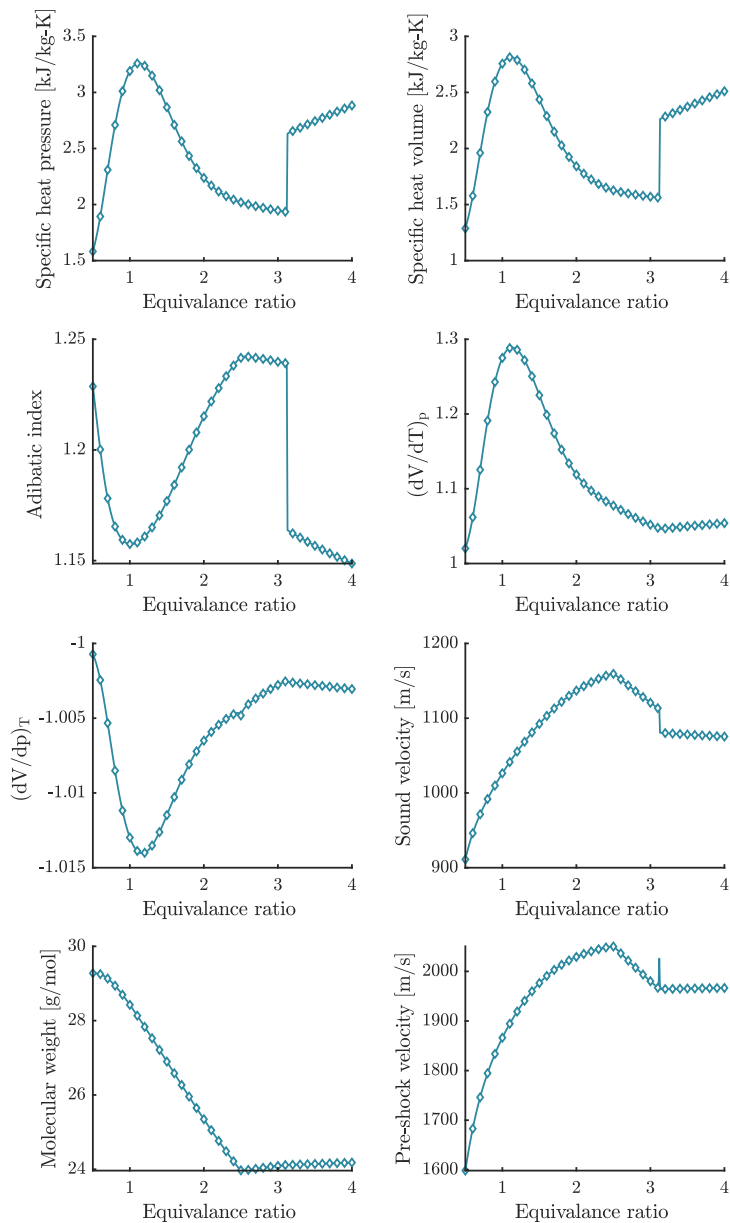 Specific heat pressure [kJ/kg-K]
3.5
3
2.5
2
1.5
1 2 3 4
Equivalance ratio
Specific heat volume [kJ/kg-K]
3
2.5
2
1.5
1
1 2 3 4
Equivalance ratio
Adibatic index
1.25
1.2
1.15
1 2 3 4
Equivalance ratio
(dV/dT)p
1.3
1.2
1.1
1
1 2 3 4
Equivalance ratio
(dV/dp)T
-1
-1.005
-1.01
-1.015
1 2 3 4
Equivalance ratio
Sound velocity [m/s]
1200
1100
1000
900
1 2 3 4
Equivalance ratio
Molecular weight [g/mol]
30
28
26
24
1 2 3 4
Equivalance ratio
Pre-shock velocity [m/s]
2000
1900
1800
1700
1600
1 2 3 4
Equivalance ratio